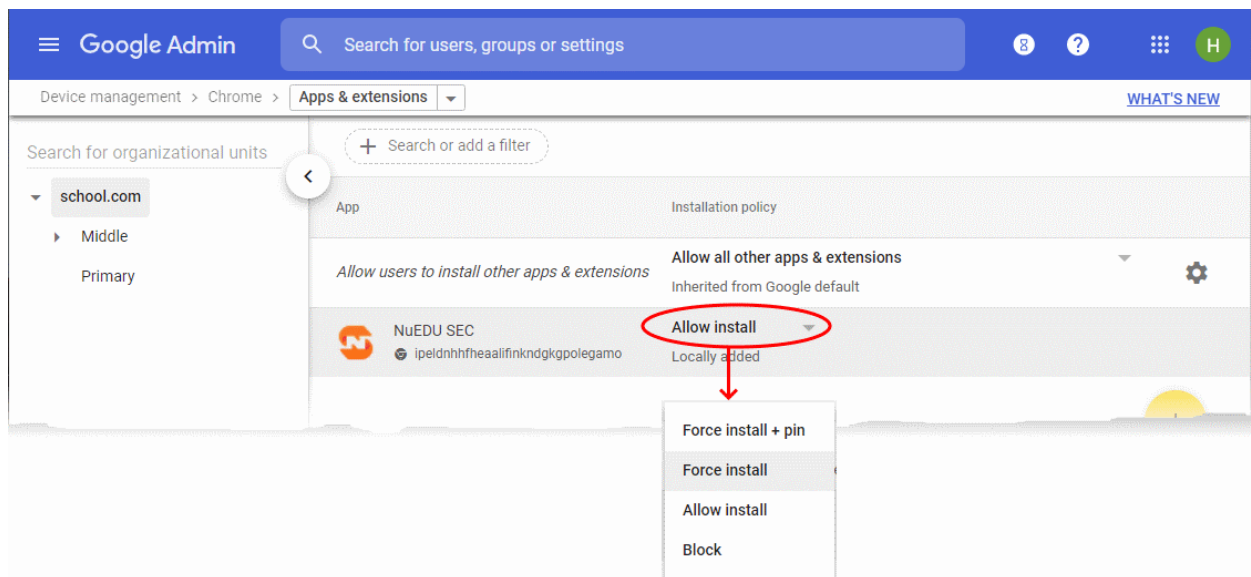 Google Admin
Search for users, groups or settings
H
Device management > Chrome > Apps & extensions
WHAT'S NEW
Search for organizational units
school.com
Middle
Primary
Search or add a filter
App
Installation policy
Allow users to install other apps & extensions
Allow all other apps & extensions
Inherited from Google default
NuEDU SEC
ipeldnhhfheaalifinkndgkgpolegamo
Allow install
Locally added
Force install + pin
Force install
Allow install
Block